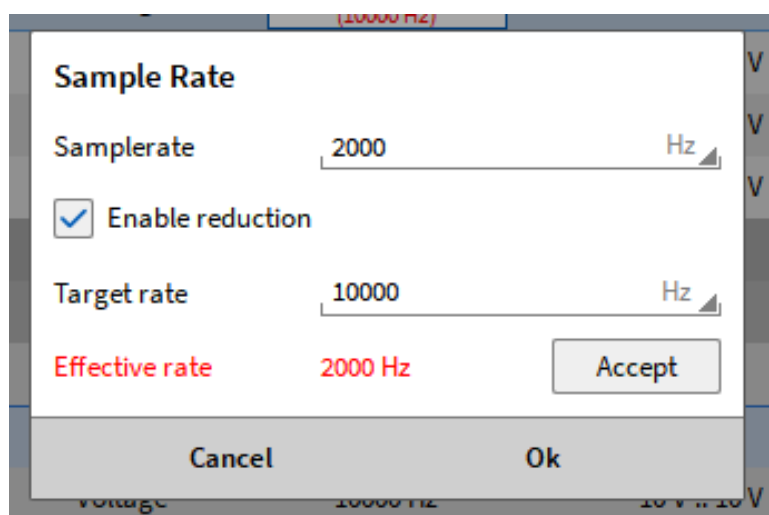 (10000 Hz)
V
Sample Rate
V
Samplerate 2000 Hz
V
Enable reduction
Target rate 10000 Hz
Effective rate 2000 Hz Accept
Cancel Ok
Voltage 10000 Hz 10 V .. 10 V